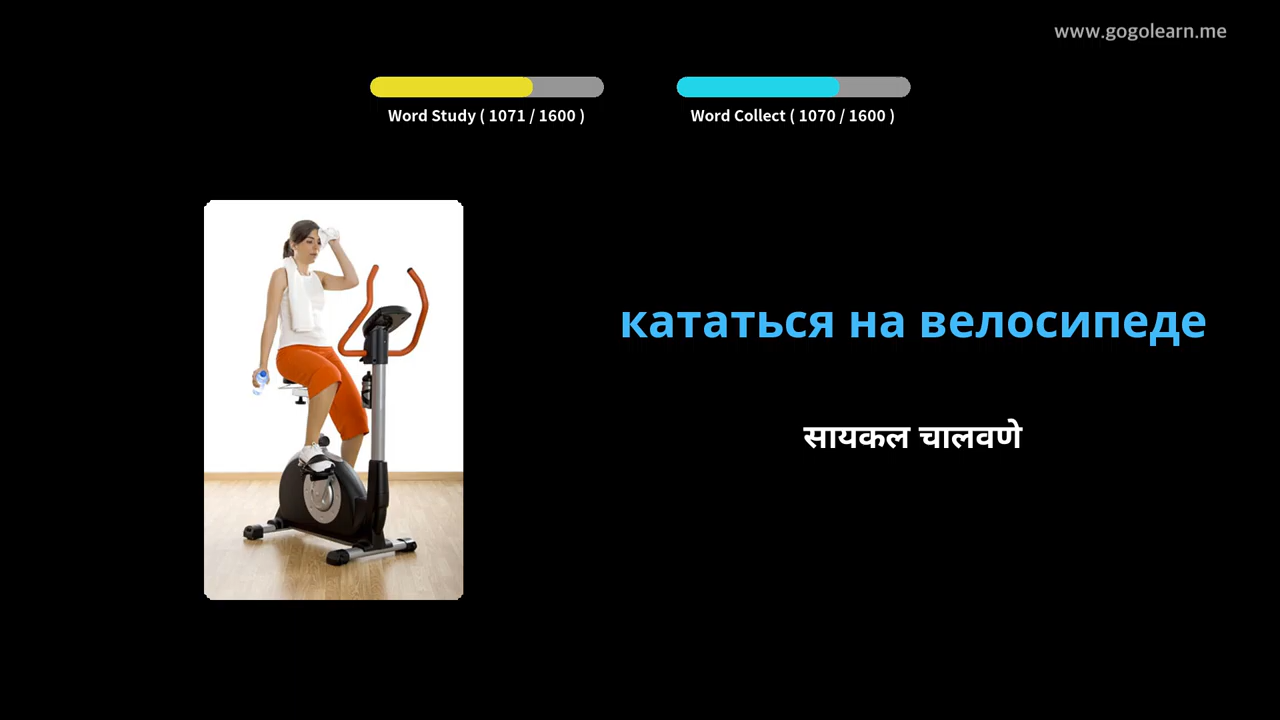 www.gogolearn.me
Word Study ( 1071 / 1600 )
Word Collect ( 1070 / 1600 )
кататься на велосипеде
सायकल चालवणे